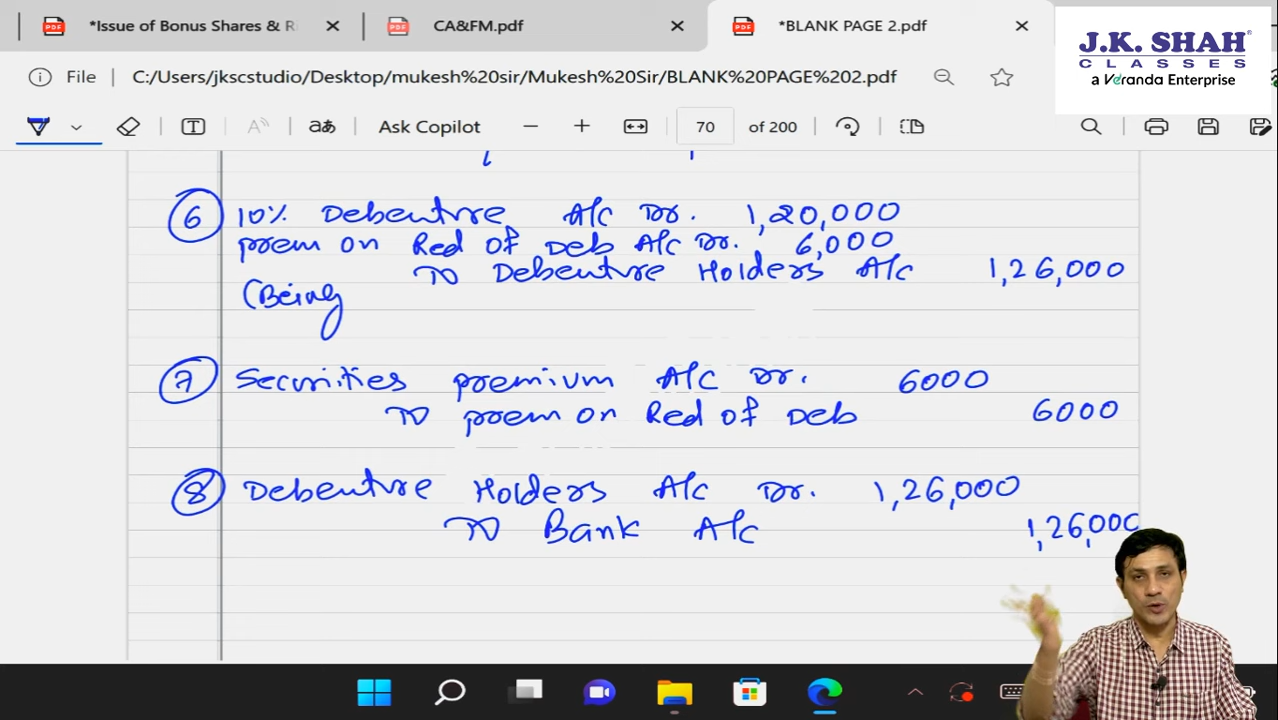 *Issue of Bonus Shares & Ri
CA&FM.pdf
*BLANK PAGE 2.pdf
J.K. SHAH®
CLASSES
a Veranda Enterprise
File
C:/Users/jkscstudio/Desktop/mukesh%20sir/Mukesh%20Sir/BLANK%20PAGE%202.pdf
aあ Ask Copilot 70 of 200
6 10% Debenture A/c Dr. 1,20,000
prem on Red of Deb A/c Dr. 6,000
To Debenture Holders A/c 1,26,000
(Being
7 Securities premium A/c Dr. 6000
To prem on Red of Deb 6000
8 Debenture Holders A/c Dr. 1,26,000
To Bank A/c 1,26,000